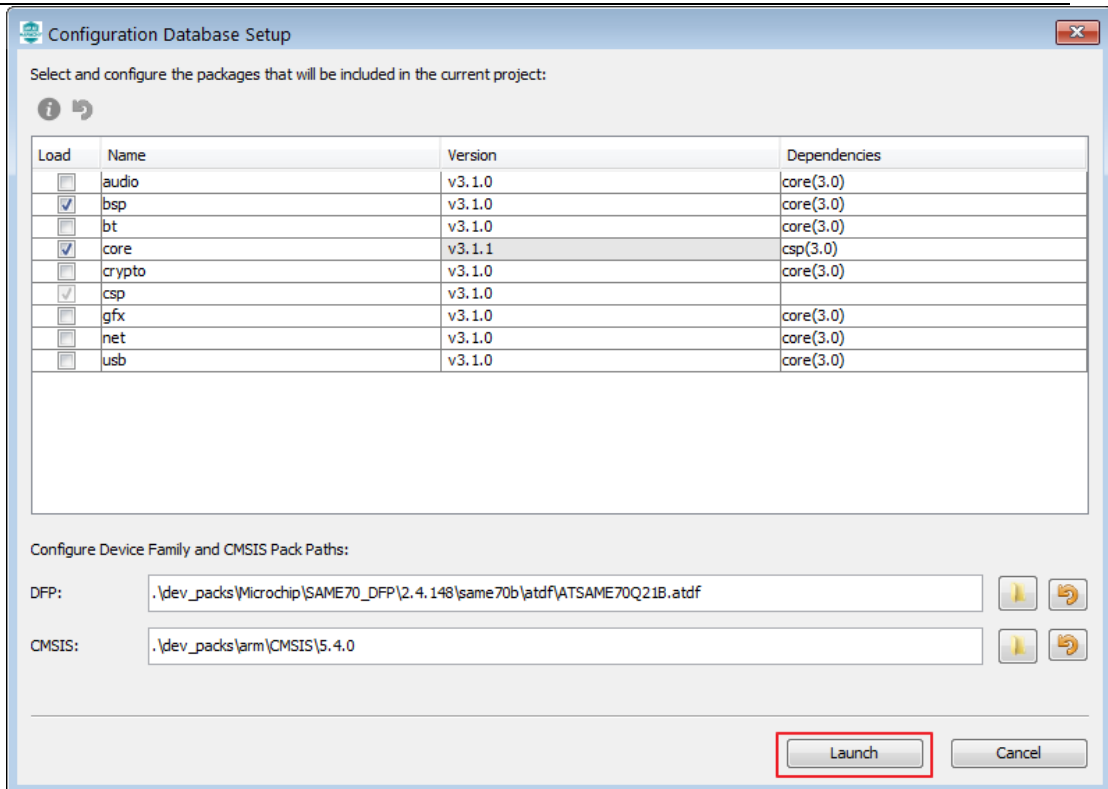 Configuration Database Setup
Select and configure the packages that will be included in the current project:
Load Name Version Dependencies
audio v3.1.0 core(3.0)
bsp v3.1.0 core(3.0)
bt v3.1.0 core(3.0)
core v3.1.1 csp(3.0)
crypto v3.1.0 core(3.0)
csp v3.1.0
gfx v3.1.0 core(3.0)
net v3.1.0 core(3.0)
usb v3.1.0 core(3.0)
Configure Device Family and CMSIS Pack Paths:
DFP: .\dev_packs\Microchip\SAME70_DFP\2.4.148\same70b\atdf\ATSAME70Q21B.atdf
CMSIS: .\dev_packs\arm\CMSIS\5.4.0
Launch Cancel